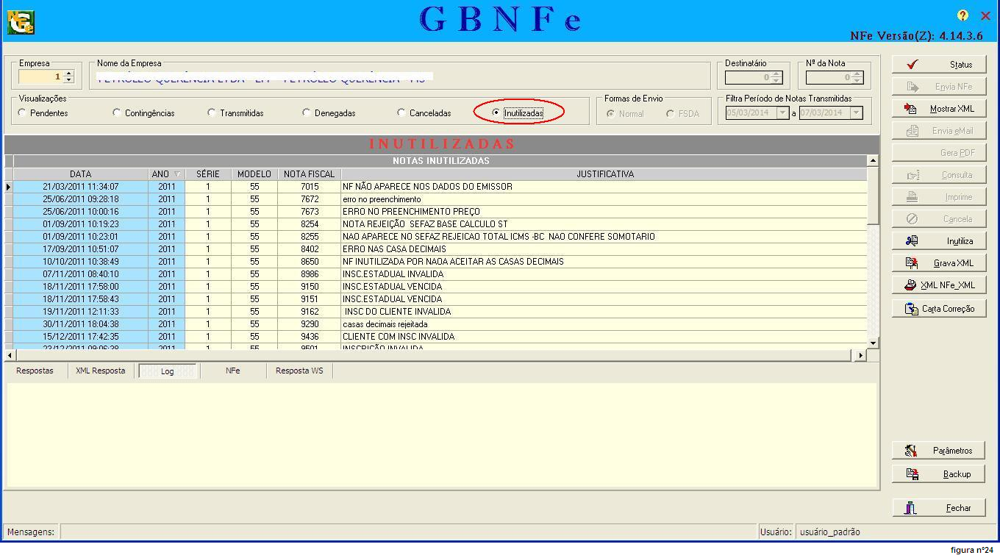 G B N F e
NFe Versão(Z): 4.14.3.6
Empresa
Nome da Empresa
Destinatário
Nº da Nota
1
0
0
Visualizações
Formas de Envio
Filtra Período de Notas Transmitidas
Pendentes
Contingências
Transmitidas
Denegadas
Canceladas
Inutilizadas
Normal
FSDA
05/03/2014 a 07/03/2014
I N U T I L I Z A D A S
NOTAS INUTILIZADAS
DATA ANO SÉRIE MODELO NOTA FISCAL JUSTIFICATIVA
21/03/2011 11:34:07 2011 1 55 7015 NF NÃO APARECE NOS DADOS DO EMISSOR
25/06/2011 09:28:18 2011 1 55 7672 erro no preenchimento
25/06/2011 10:00:16 2011 1 55 7673 ERRO NO PREENCHIMENTO PREÇO
01/09/2011 10:19:23 2011 1 55 8254 NOTA REJEIÇÃO SEFAZ BASE CALCULO ST
01/09/2011 10:23:01 2011 1 55 8255 NAO APARECE NO SEFAZ REJEICAO TOTAL ICMS -BC NAO CONFERE SOMOTARIO
17/09/2011 10:51:07 2011 1 55 8402 ERRO NAS CASA DECIMAIS
10/10/2011 10:38:49 2011 1 55 8650 NF INUTILIZADA POR NAOA ACEITAR AS CASAS DECIMAIS
07/11/2011 08:40:10 2011 1 55 8986 INSC.ESTADUAL INVALIDA
18/11/2011 17:58:00 2011 1 55 9150 INSC.ESTADUAL VENCIDA
18/11/2011 17:58:43 2011 1 55 9151 INSC.ESTADUAL VENCIDA
19/11/2011 12:11:33 2011 1 55 9162 INSC DO CLIENTE INVALIDA
30/11/2011 18:04:38 2011 1 55 9290 casas decimais rejeitada
15/12/2011 17:42:35 2011 1 55 9436 CLIENTE COM INSC INVALIDA
23/12/2011 09:06:38 2011 1 55 9501 INSCRIÇÃO INVALIDA
Respostas
XML Resposta
Log
NFe
Resposta WS
Status
Envia NFe
Mostrar XML
Envia eMail
Gera PDF
Consulta
Imprime
Cancela
Inutiliza
Grava XML
XML NFe_XML
Carta Correção
Parâmetros
Backup
Fechar
Mensagens:
Usuário: usuário_padrão
figura nº24